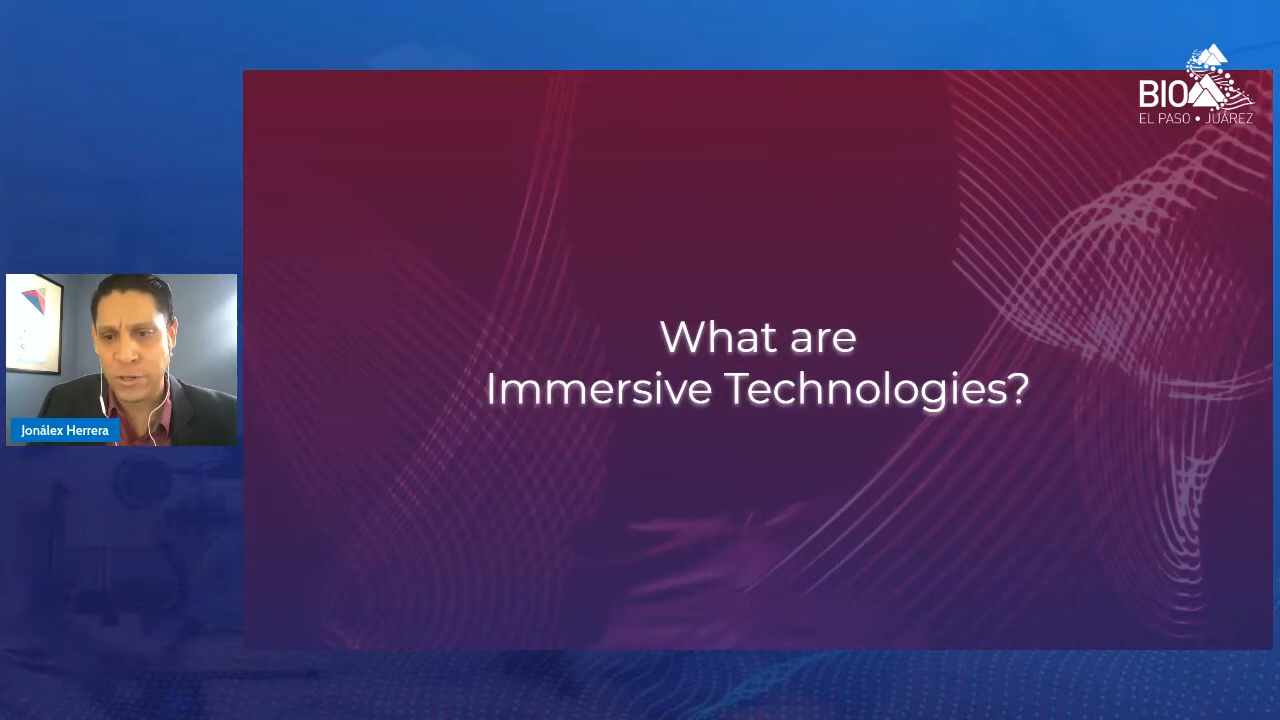 BIO
EL PASO • JUÁREZ
What are
Immersive Technologies?
Jonálex Herrera